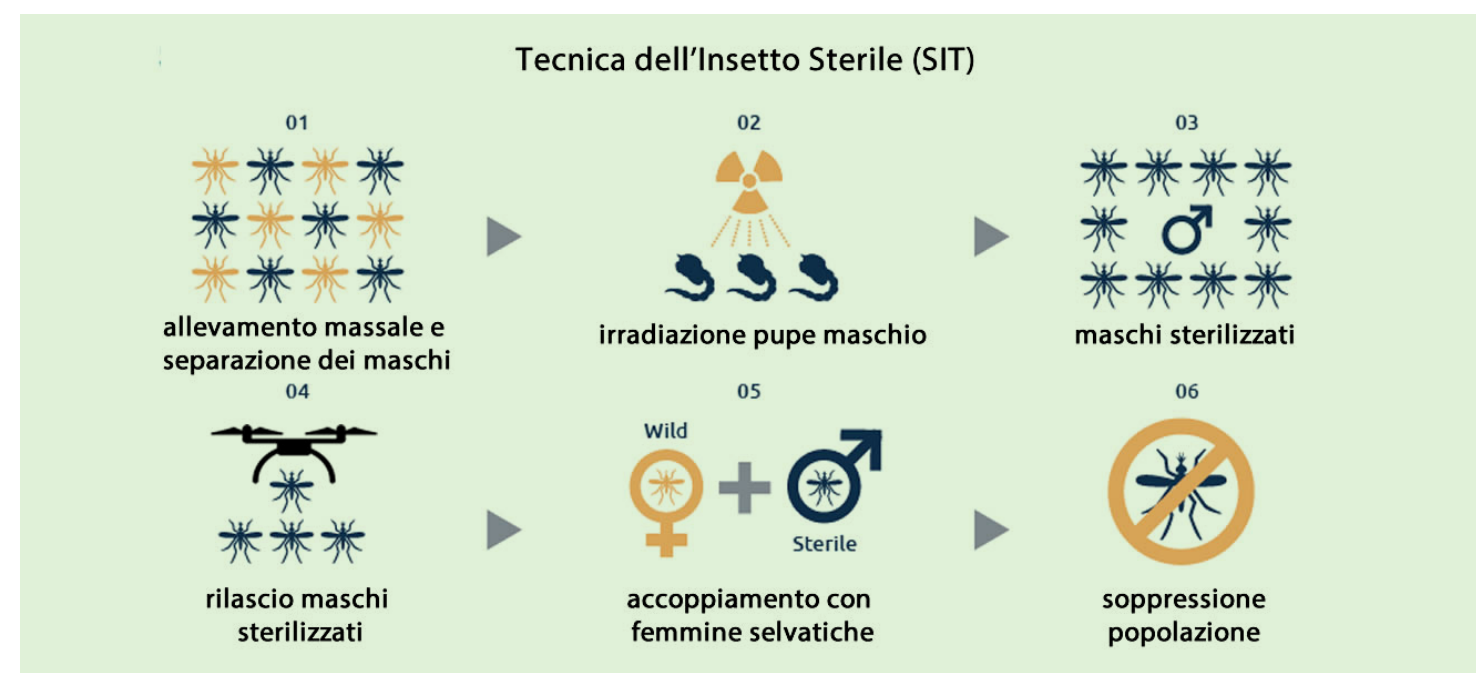 Tecnica dell'Insetto Sterile (SIT)
01
allevamento massale e
separazione dei maschi
02
irradiazione pupe maschio
03
maschi sterilizzati
04
rilascio maschi
sterilizzati
05
Wild
Sterile
accoppiamento con
femmine selvatiche
06
soppressione
popolazione